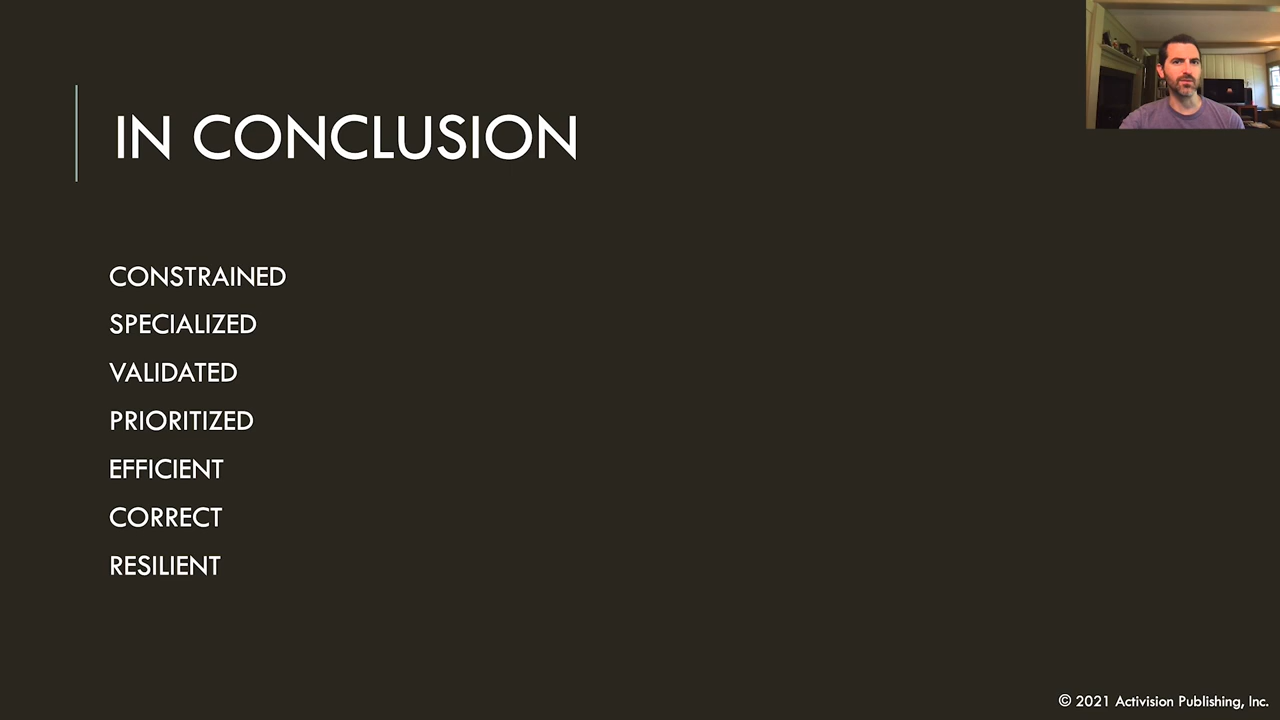 IN CONCLUSION
CONSTRAINED
SPECIALIZED
VALIDATED
PRIORITIZED
EFFICIENT
CORRECT
RESILIENT
© 2021 Activision Publishing, Inc.